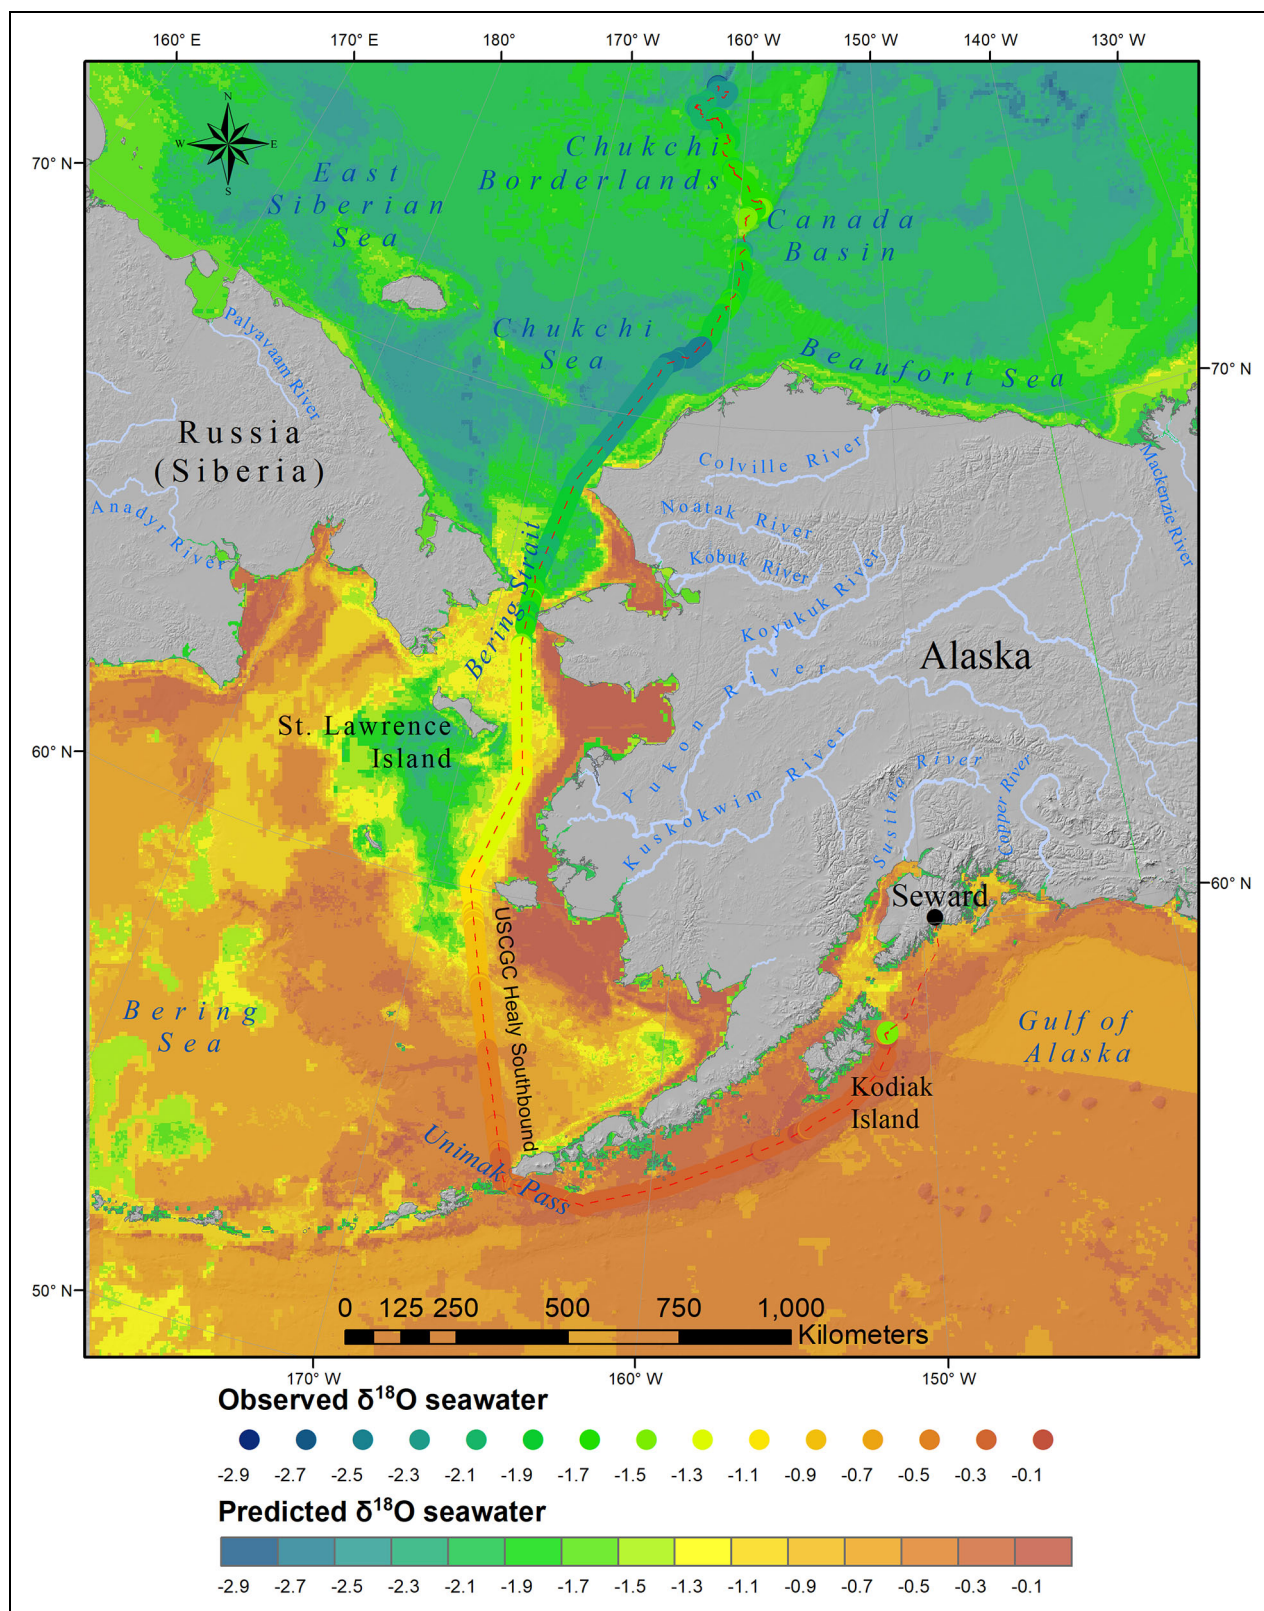 160° E 170° E 180° 170° W 160° W 150° W 140° W 130° W
N
W E
S
70° N
60° N
50° N
70° N
60° N
Chukchi
Borderlands
East
Siberian
Sea
Canada
Basin
Chukchi
Sea
Beaufort Sea
Palyavaam River
Russia
(Siberia)
Anadyr River
Colville River
Noatak River
Kobuk River
Koyukuk River
Mackenzie River
Bering Strait
Alaska
St. Lawrence
Island
Yukon River
Kuskokwim River
Susitna River
Copper River
Seward
USCGC Healy Southbound
Bering
Sea
Gulf of
Alaska
Kodiak
Island
Unimak Pass
0 125 250 500 750 1,000
Kilometers
170° W 160° W 150° W
Observed δ18O seawater
-2.9 -2.7 -2.5 -2.3 -2.1 -1.9 -1.7 -1.5 -1.3 -1.1 -0.9 -0.7 -0.5 -0.3 -0.1
Predicted δ18O seawater
-2.9 -2.7 -2.5 -2.3 -2.1 -1.9 -1.7 -1.5 -1.3 -1.1 -0.9 -0.7 -0.5 -0.3 -0.1